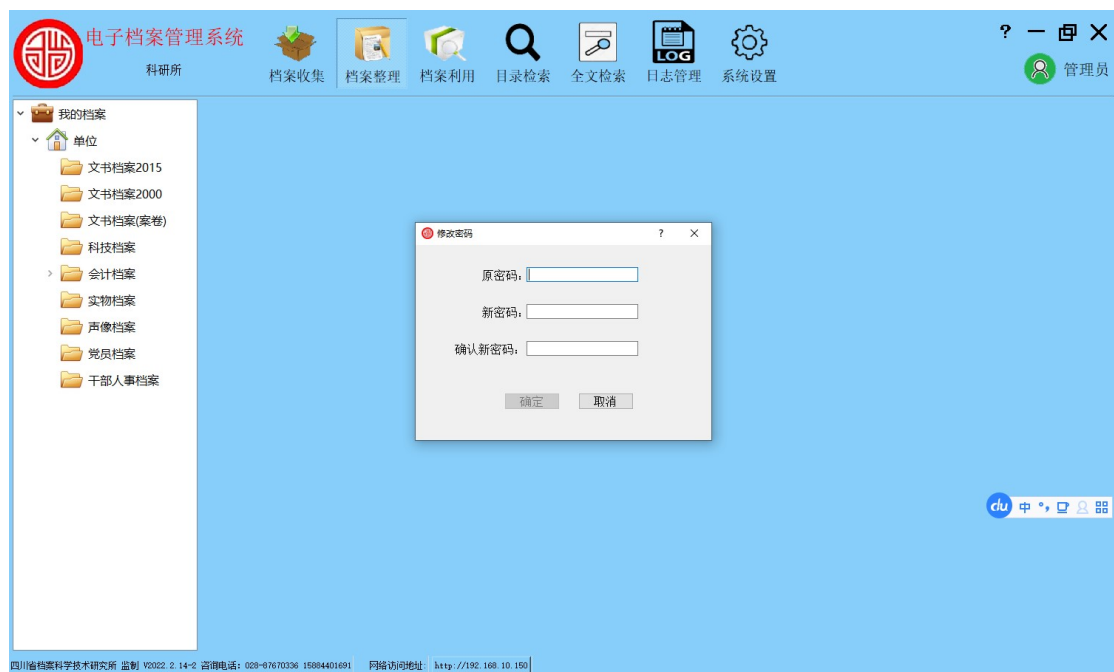 电子档案管理系统
科研所
档案收集 档案整理 档案利用 目录检索 全文检索 LOG 日志管理 系统设置
?
管理员
我的档案
单位
文书档案2015
文书档案2000
文书档案(案卷)
科技档案
会计档案
实物档案
声像档案
党员档案
干部人事档案
修改密码 ?
原密码:
新密码:
确认新密码:
确定 取消
du 中 °,
四川省档案科学技术研究所 监制 V2022.2.14-2 咨询电话: 028-87670336 15884401691 网络访问地址: http://192.168.10.150